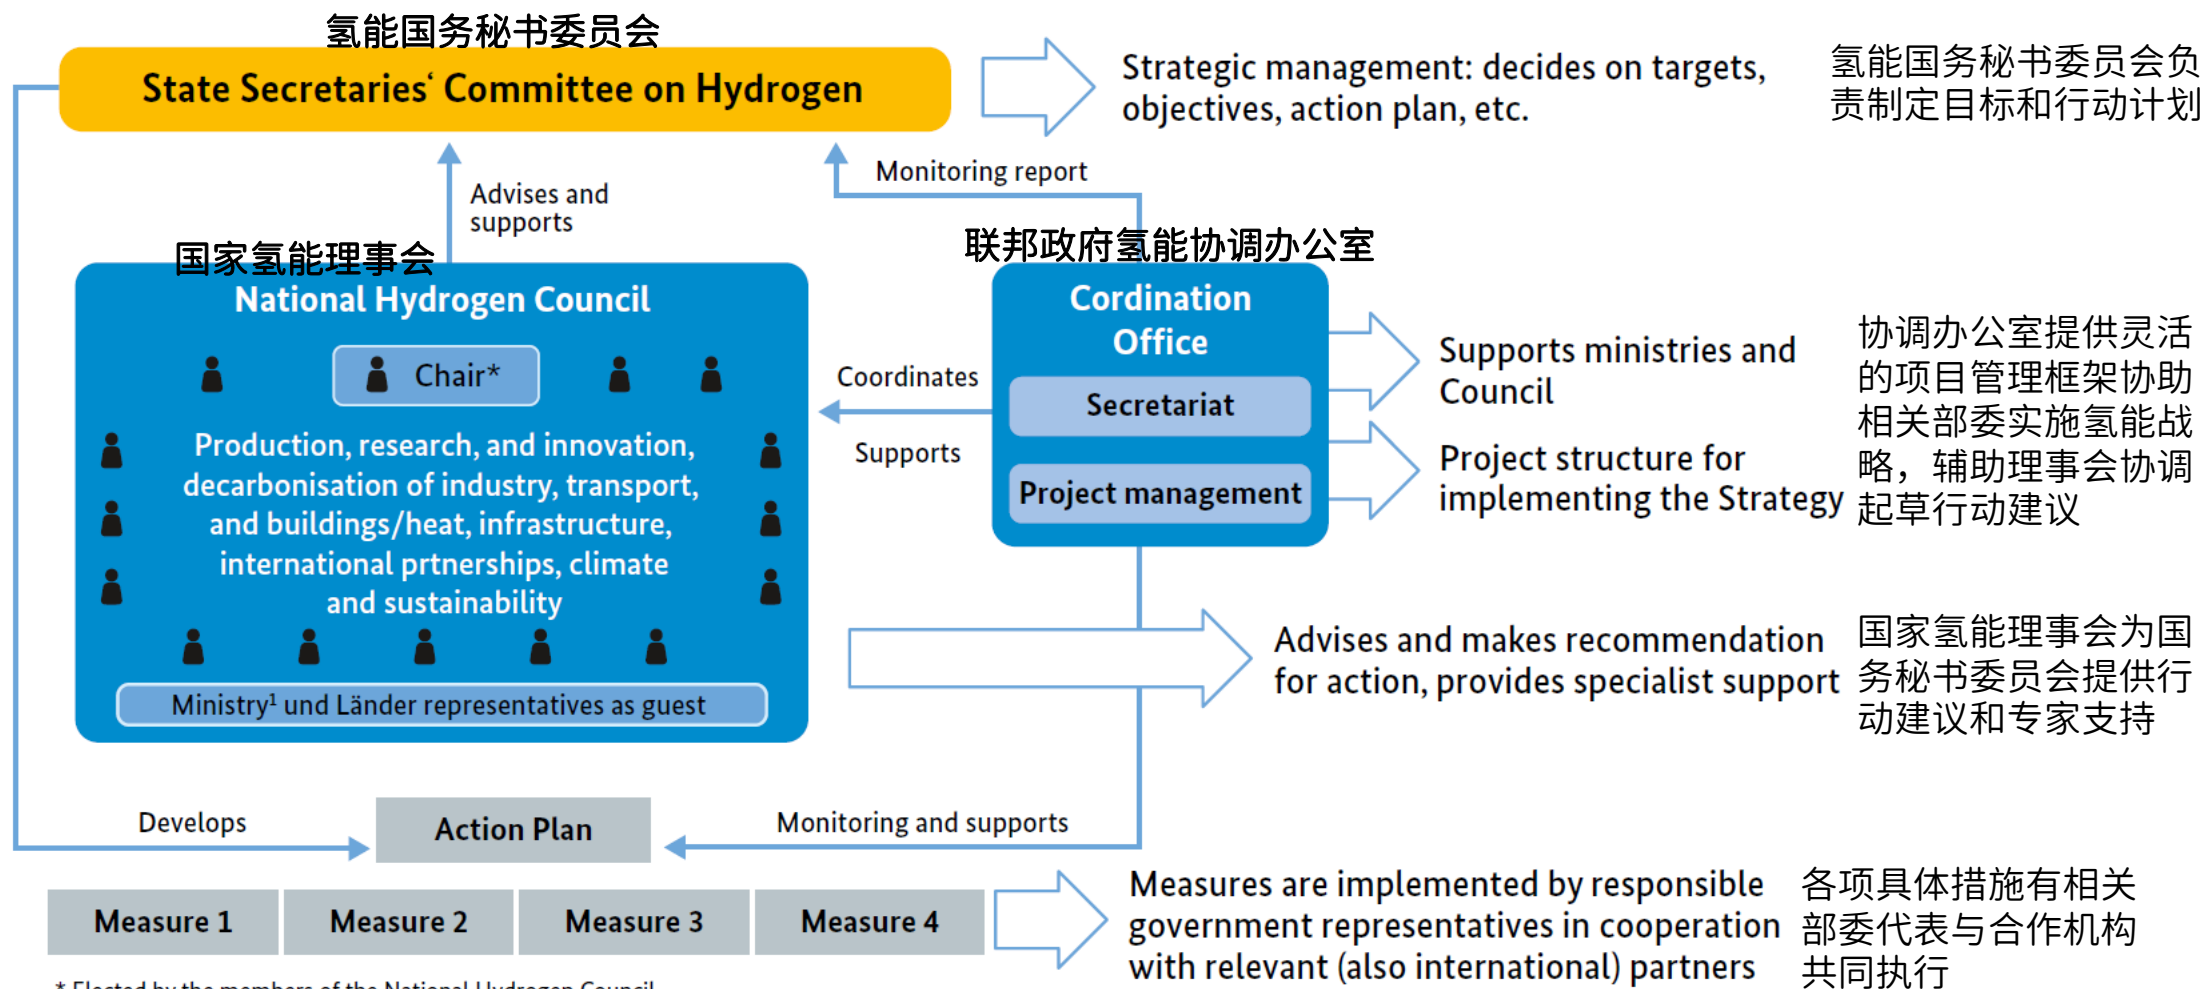 氢能国务秘书委员会
State Secretaries‘ Committee on Hydrogen
Strategic management: decides on targets,
objectives, action plan, etc.
氢能国务秘书委员会负
责制定目标和行动计划
Advises and
supports
Monitoring report
国家氢能理事会
National Hydrogen Council
Chair*
Production, research, and innovation,
decarbonisation of industry, transport,
and buildings/heat, infrastructure,
international prtnerships, climate
and sustainability
Ministry¹ und Länder representatives as guest
Coordinates
Supports
联邦政府氢能协调办公室
Cordination
Office
Secretariat
Project management
Supports ministries and
Council
Project structure for
implementing the Strategy
协调办公室提供灵活
的项目管理框架协助
相关部委实施氢能战
略，辅助理事会协调
起草行动建议
Advises and makes recommendation
for action, provides specialist support
国家氢能理事会为国
务秘书委员会提供行
动建议和专家支持
Develops
Action Plan
Monitoring and supports
Measure 1
Measure 2
Measure 3
Measure 4
Measures are implemented by responsible
government representatives in cooperation
with relevant (also international) partners
各项具体措施有相关
部委代表与合作机构
共同执行
* Elected by the members of the National Hydrogen Council